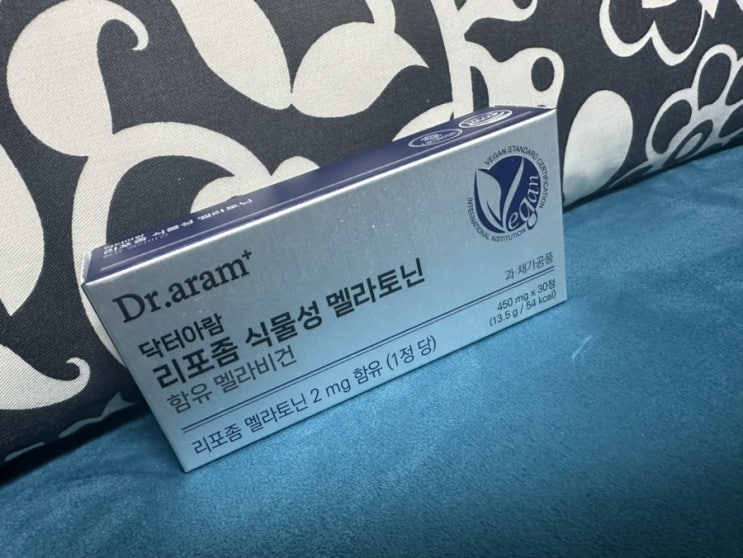 Dr.aram+
닥터아람
리포좀 식물성 멜라토닌
함유 멜라비건
리포좀 멜라토닌 2 mg 함유 (1정 당)
VEGAN STANDARD CERTIFICATION
Vegan
INTERNATIONAL INSTITUTION
과·채가공품
450 mg x 30정
(13.5 g / 54 kcal)